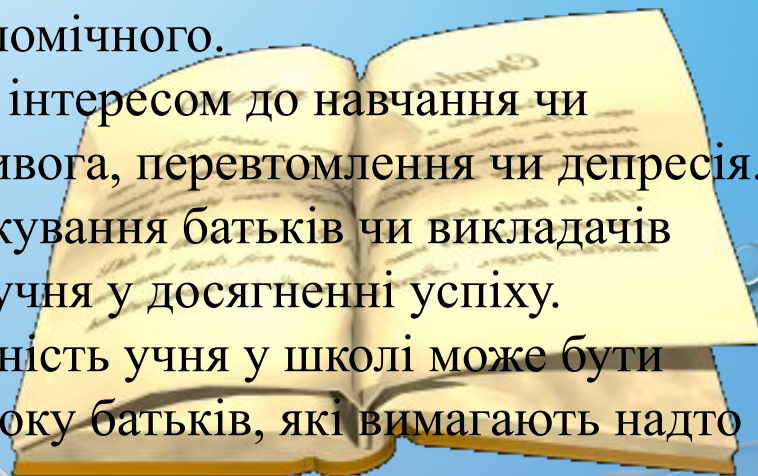 номічного.
інтересом до навчання чи
ивога, перевтомлення чи депресія.
кування батьків чи викладачів
учня у досягненні успіху.
ність учня у школі може бути
оку батьків, які вимагають надто
Chapter